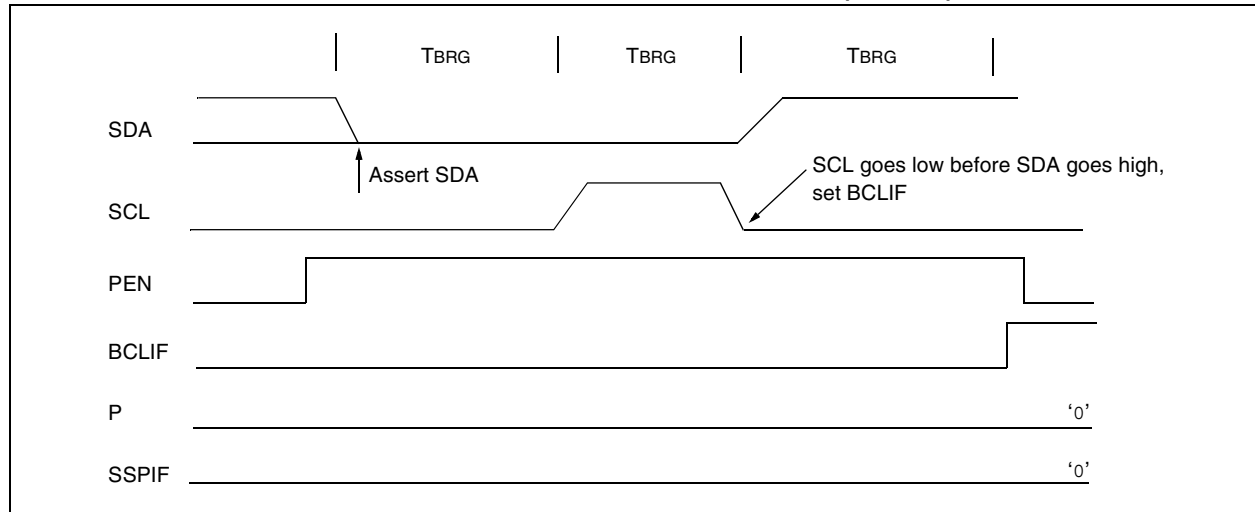 TBRG TBRG TBRG
SDA
Assert SDA
SCL goes low before SDA goes high,
set BCLIF
SCL
PEN
BCLIF
P ‘0’
SSPIF ‘0’